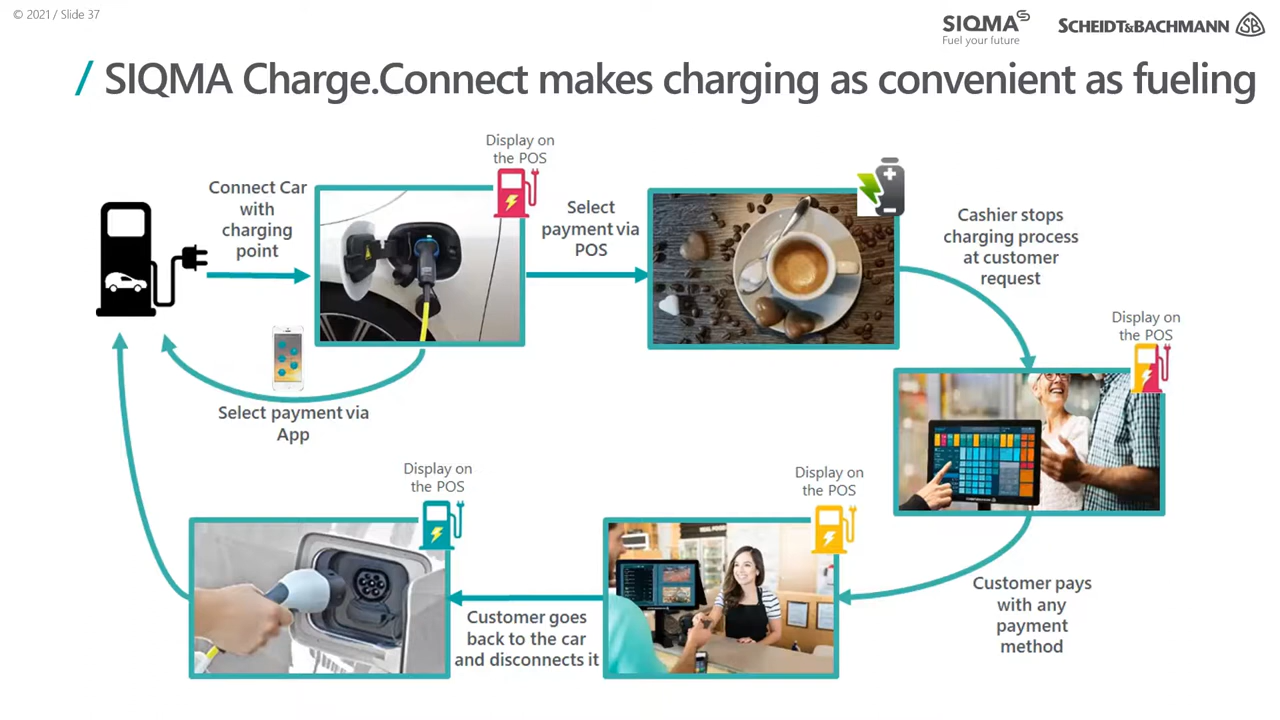 © 2021 / Slide 37
SIQMA
Fuel your future
SCHEIDT&BACHMANN
SB
/ SIQMA Charge.Connect makes charging as convenient as fueling
Display on
the POS
Connect Car
with
charging
point
Select
payment via
POS
Cashier stops
charging process
at customer
request
Display on
the POS
Select payment via
App
Display on
the POS
Display on
the POS
Customer pays
with any
payment
method
Customer goes
back to the car
and disconnects it